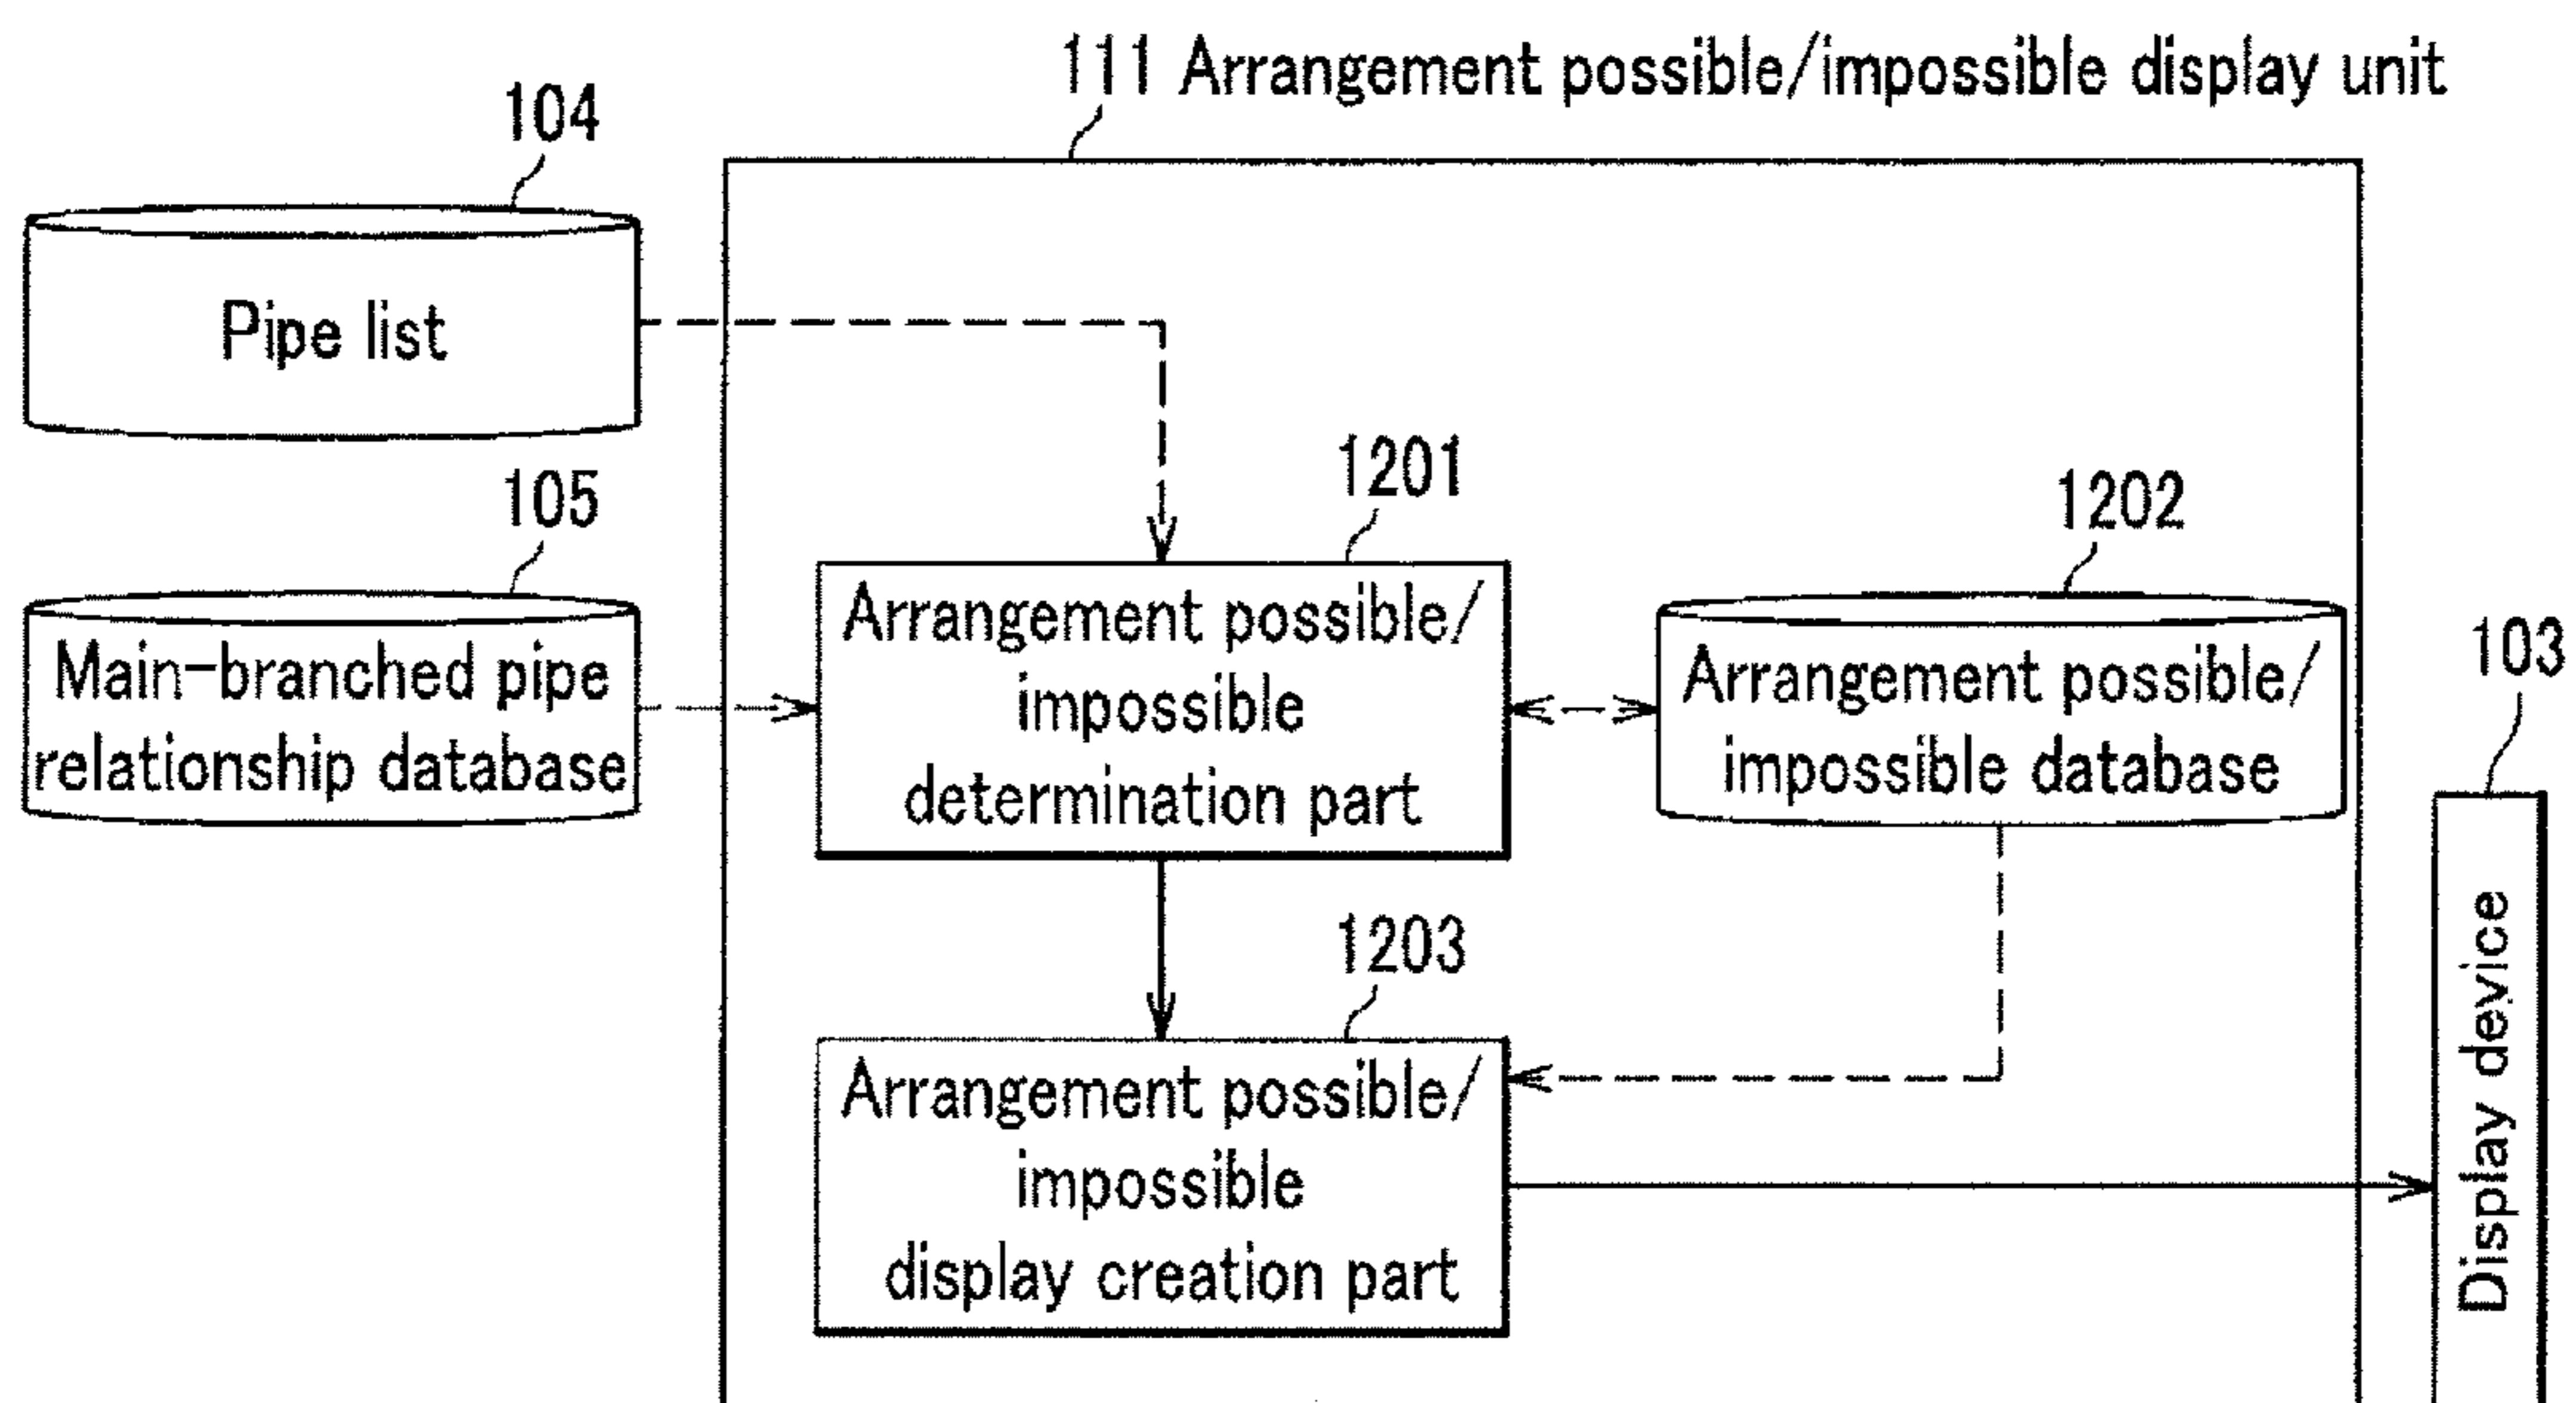 111 Arrangement possible/impossible display unit
104
Pipe list
105
Main-branched pipe
relationship database
1201
Arrangement possible/
impossible
determination part
1202
Arrangement possible/
impossible database
103
Display device
1203
Arrangement possible/
impossible
display creation part